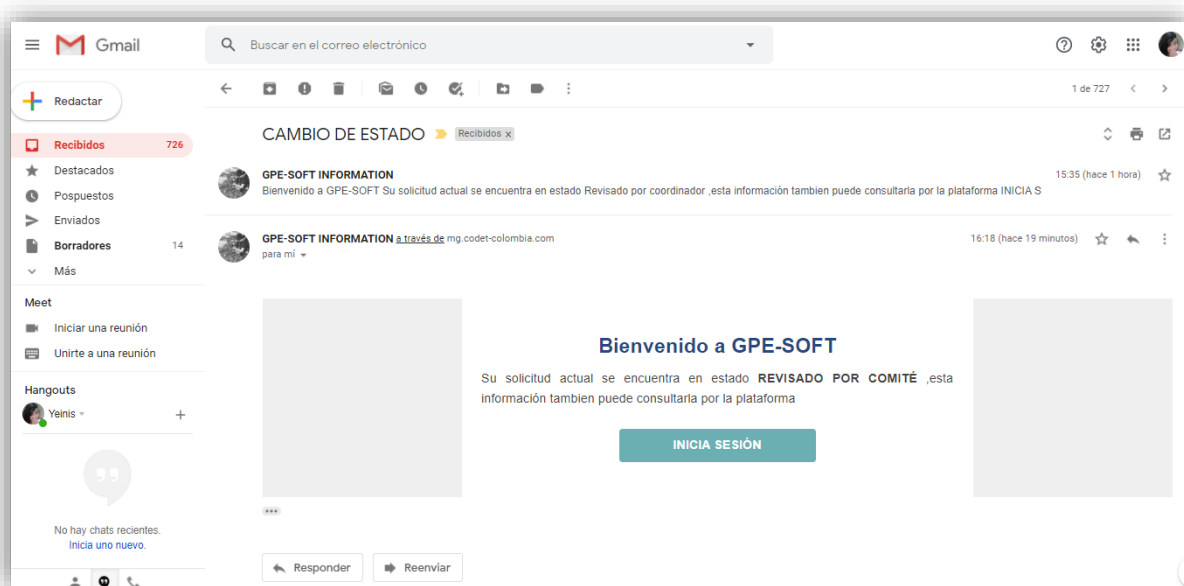 Gmail
Buscar en el correo electrónico
Redactar
1 de 727
Recibidos 726
Destacados
Pospuestos
Enviados
Borradores 14
Más
Meet
Iniciar una reunión
Unirte a una reunión
Hangouts
Yeinis
No hay chats recientes.
Inicia uno nuevo.
CAMBIO DE ESTADO Recibidos x
GPE-SOFT INFORMATION 15:35 (hace 1 hora)
Bienvenido a GPE-SOFT Su solicitud actual se encuentra en estado Revisado por coordinador ,esta información tambien puede consultarla por la plataforma INICIA S
GPE-SOFT INFORMATION a través de mg.codet-colombia.com 16:18 (hace 19 minutos)
para mí
Bienvenido a GPE-SOFT
Su solicitud actual se encuentra en estado REVISADO POR COMITÉ ,esta
información tambien puede consultarla por la plataforma
INICIA SESIÓN
Responder
Reenviar